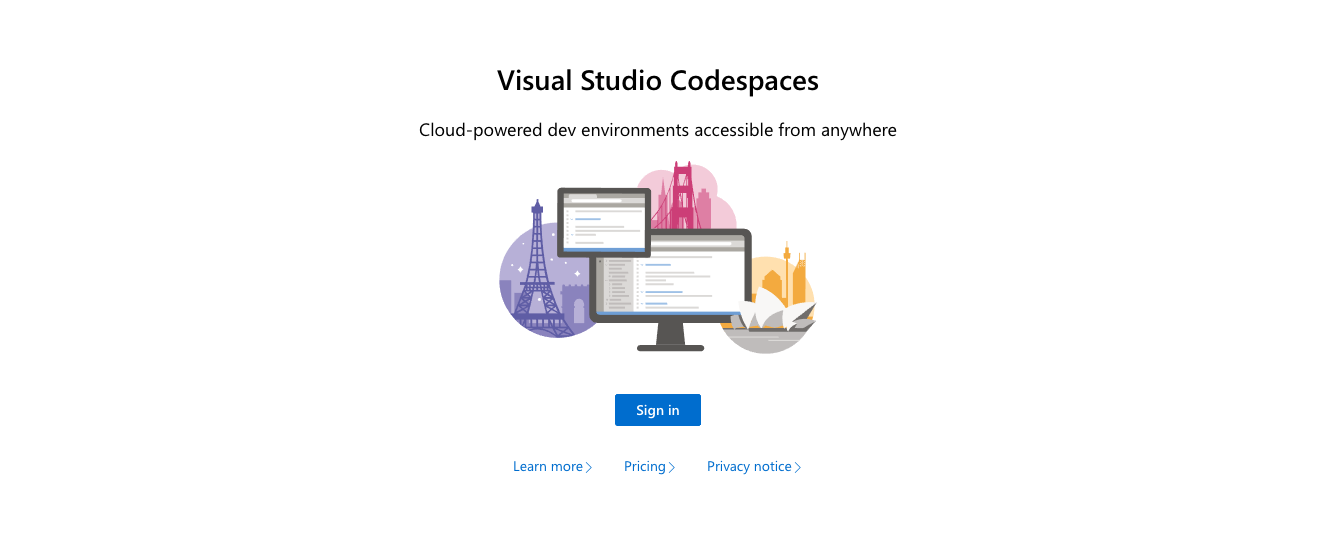 Visual Studio Codespaces
Cloud-powered dev environments accessible from anywhere
Sign in
Learn more
Pricing
Privacy notice